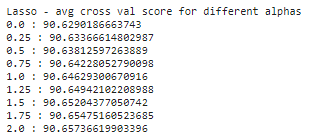 Lasso - avg cross val score for different alphas
0.0 : 90.6290186663743
0.25 : 90.63366614802987
0.5 : 90.63812597263889
0.75 : 90.64228052790098
1.0 : 90.64629300670916
1.25 : 90.64942102208988
1.5 : 90.65204377050742
1.75 : 90.65475160523685
2.0 : 90.65736619903396